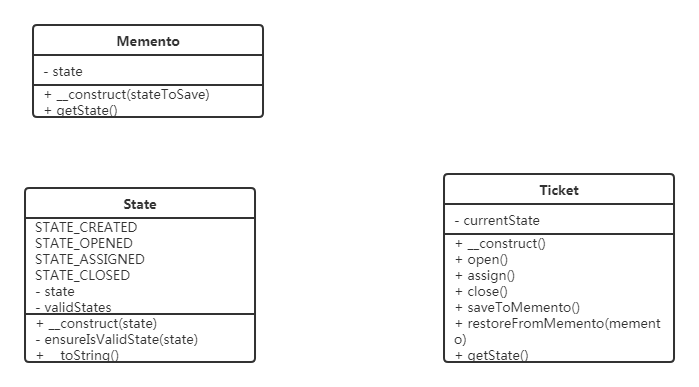 Memento
- state
+ __construct(stateToSave)
+ getState()
State
STATE_CREATED
STATE_OPENED
STATE_ASSIGNED
STATE_CLOSED
- state
- validStates
+ __construct(state)
- ensureIsValidState(state)
+ __toString()
Ticket
- currentState
+ __construct()
+ open()
+ assign()
+ close()
+ saveToMemento()
+ restoreFromMemento(mement
o)
+ getState()